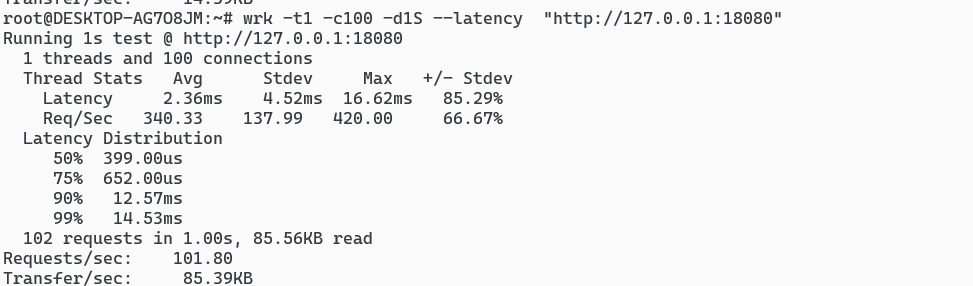 Transfer/sec:     14.39KB
root@DESKTOP-AG7O8JM:~# wrk -t1 -c100 -d1S --latency  "http://127.0.0.1:18080"
Running 1s test @ http://127.0.0.1:18080
  1 threads and 100 connections
  Thread Stats   Avg      Stdev     Max   +/- Stdev
    Latency     2.36ms    4.52ms  16.62ms   85.29%
    Req/Sec   340.33    137.99   420.00     66.67%
  Latency Distribution
     50%  399.00us
     75%  652.00us
     90%   12.57ms
     99%   14.53ms
  102 requests in 1.00s, 85.56KB read
Requests/sec:    101.80
Transfer/sec:     85.39KB